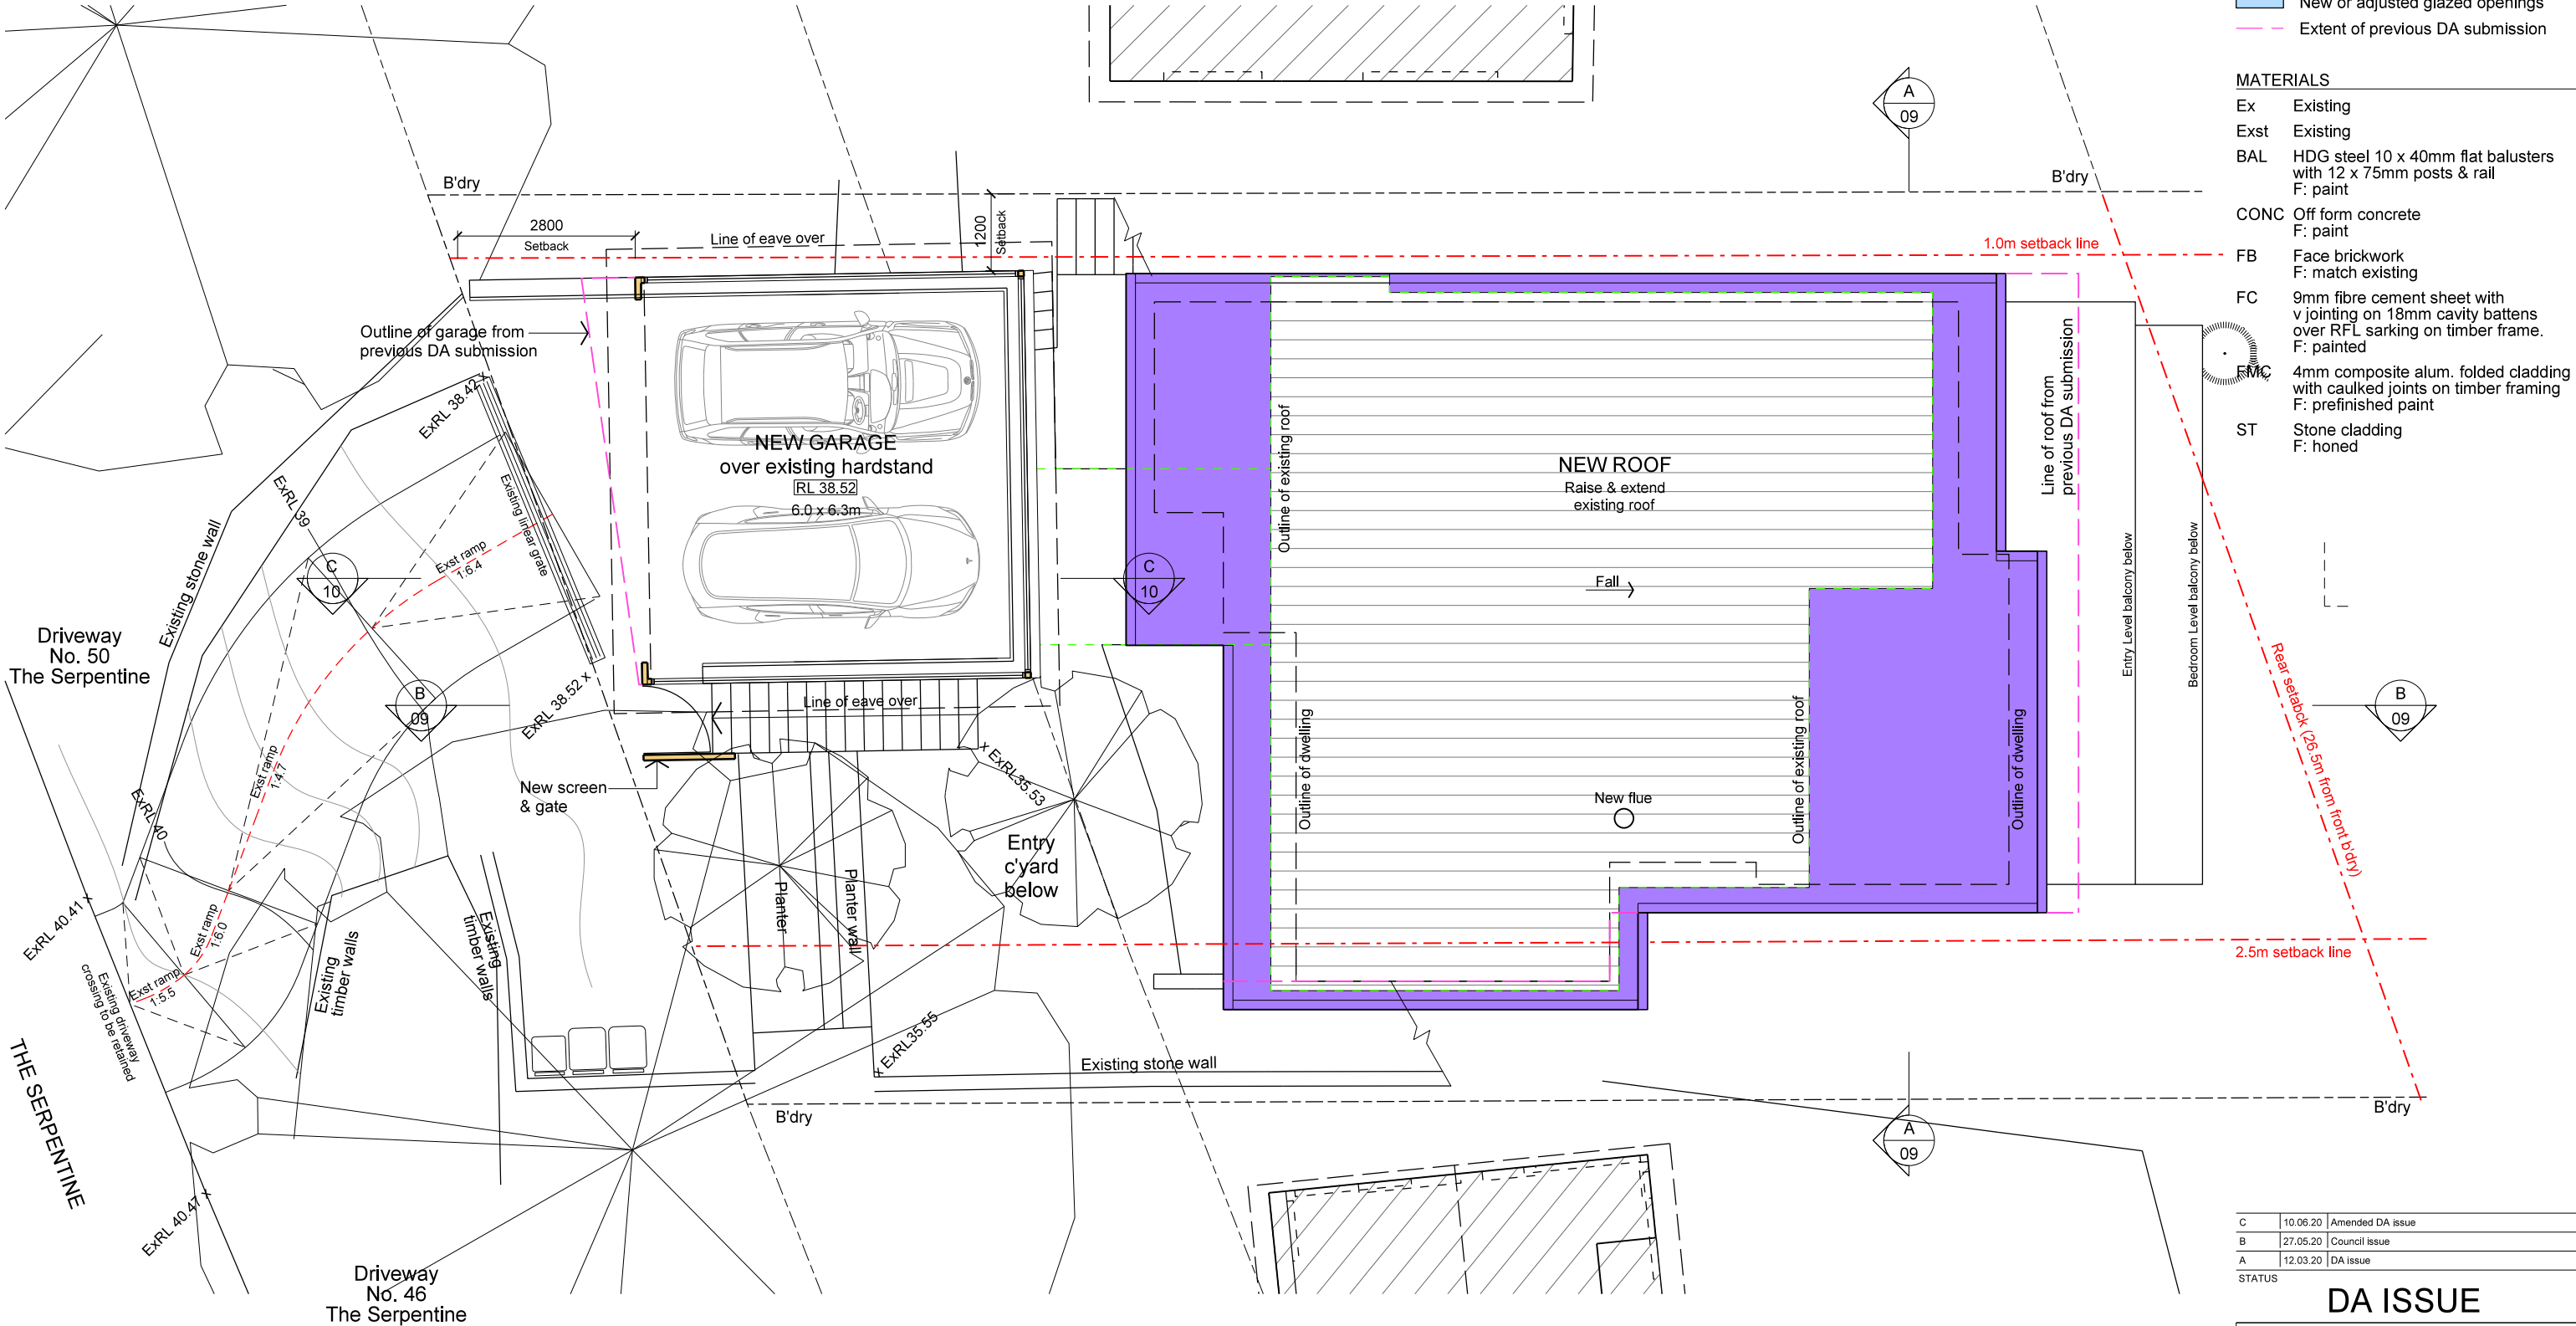 New or adjusted glazed openings
Extent of previous DA submission
MATERIALS
Ex Existing
Exst Existing
BAL HDG steel 10 x 40mm flat balusters
with 12 x 75mm posts & rail
F: paint
CONC Off form concrete
F: paint
FB Face brickwork
F: match existing
FC 9mm fibre cement sheet with
v jointing on 18mm cavity battens
over RFL sarking on timber frame.
F: painted
FMC 4mm composite alum. folded cladding
with caulked joints on timber framing
F: prefinished paint
ST Stone cladding
F: honed
A
09
B'dry
B'dry
2800
Setback
1200
Setback
Line of eave over
1.0m setback line
Outline of garage from
previous DA submission
ExRL 38.42 x
NEW GARAGE
over existing hardstand
RL 38.52
6.0 x 6.3m
Outline of existing roof
NEW ROOF
Raise & extend
existing roof
Fall
Line of roof from
previous DA submission
Entry Level balcony below
Bedroom Level balcony below
ExRL 39
Existing linear grate
Existing stone wall
Exst ramp
1:6.4
C
10
C
10
Driveway
No. 50
The Serpentine
B
09
ExRL 38.52 x
Line of eave over
Rear setabck (26.5m from front b'dry)
B
09
Exst ramp
1:4.7
ExRL 40
New screen
& gate
x ExRL35.53
Outline of dwelling
New flue
Outline of existing roof
Outline of dwelling
Entry
c'yard
below
Planter
Planter wall
ExRL 40.41 x
Exst ramp
1:6.0
Existing
timber walls
Existing
timber walls
Exst ramp
1:5.5
Existing driveway
crossing to be retained
2.5m setback line
THE SERPENTINE
x ExRL35.55
Existing stone wall
B'dry
B'dry
A
09
ExRL 40.47 x
Driveway
No. 46
The Serpentine
C 10.06.20 Amended DA issue
B 27.05.20 Council issue
A 12.03.20 DA issue
STATUS
DA ISSUE